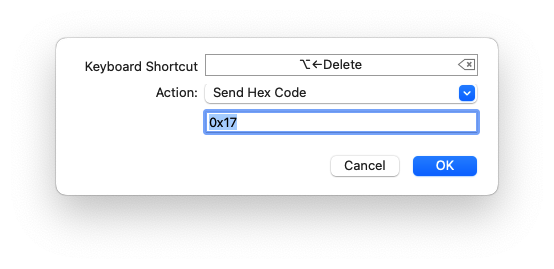 Keyboard Shortcut ⌥←Delete
Action: Send Hex Code
0x17
Cancel OK